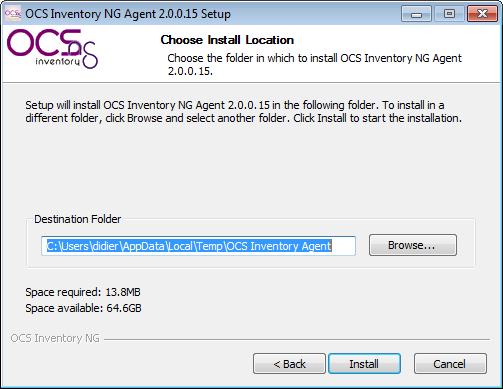 OCS Inventory NG Agent 2.0.0.15 Setup
OCSng
inventory
Choose Install Location
Choose the folder in which to install OCS Inventory NG Agent
2.0.0.15.
Setup will install OCS Inventory NG Agent 2.0.0.15 in the following folder. To install in a
different folder, click Browse and select another folder. Click Install to start the installation.
Destination Folder
C:\Users\didier\AppData\Local\Temp\OCS Inventory Agent
Browse...
Space required: 13.8MB
Space available: 64.6GB
OCS Inventory NG
< Back
Install
Cancel